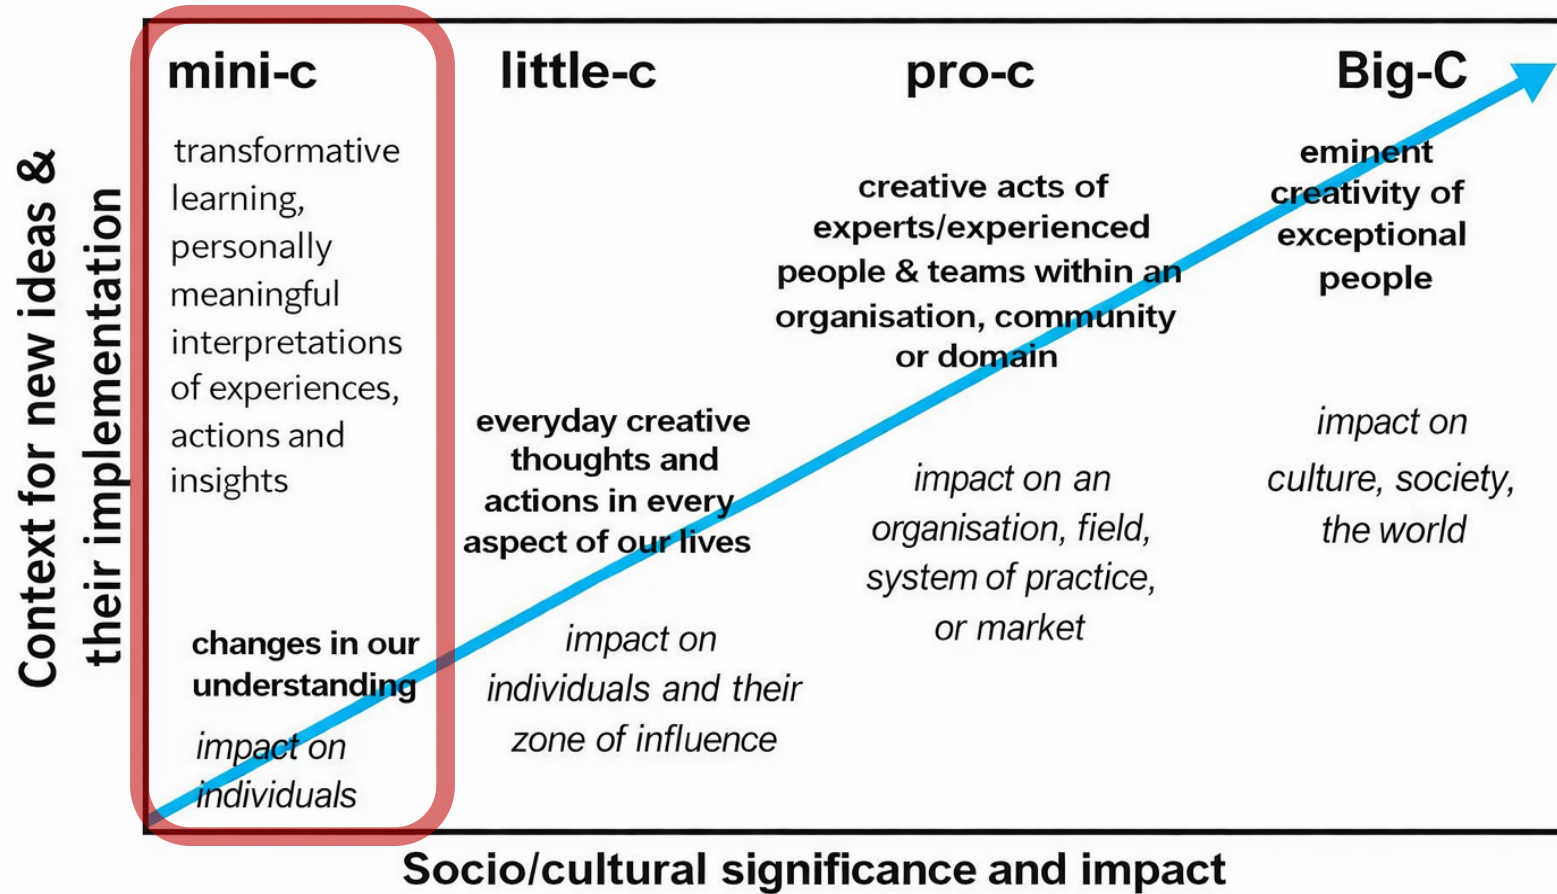 Context for new ideas &
their implementation
mini-c
transformative
learning,
personally
meaningful
interpretations
of experiences,
actions and
insights
changes in our
understanding
impact on
individuals
little-c
everyday creative
thoughts and
actions in every
aspect of our lives
impact on
individuals and their
zone of influence
pro-c
creative acts of
experts/experienced
people & teams within an
organisation, community
or domain
impact on an
organisation, field,
system of practice,
or market
Big-C
eminent
creativity of
exceptional
people
impact on
culture, society,
the world
Socio/cultural significance and impact